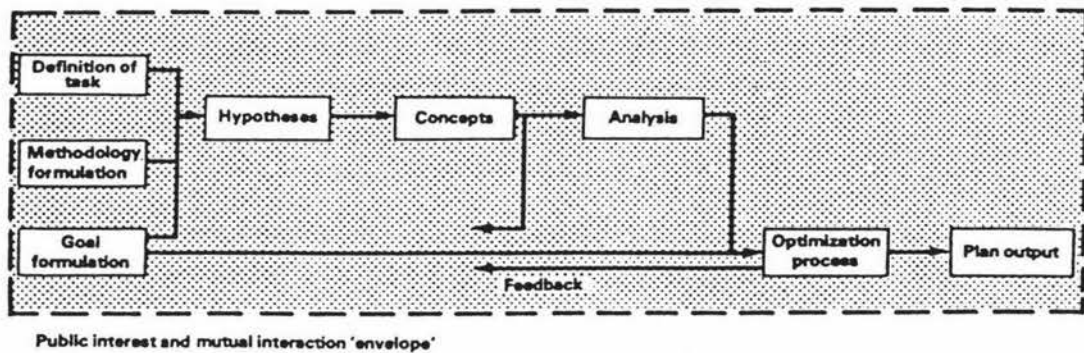 Definition of
task
Hypotheses
Concepts
Analysis
Methodology
formulation
Goal
formulation
Optimization
process
Plan output
Feedback
Public interest and mutual interaction 'envelope'